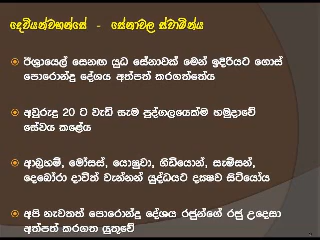 දෙවියන්වහන්සේ - සේනාවල ස්වාමින්ය
රීශ්‍රායෙල් සෙනඟ යුධ සේනාවක් මෙන් ඉදිරියට ගොස්
පොරොන්දු දේශය අත්පත් කරගත්තේය
අවුරුදු 20 ට වැඩි සෑම පුද්ගලයෙක්ම හමුදාවේ
සේවය කළේය
ආබ්‍රහම්, මෝසස්, යොෂුවා, ගිඩියොන්, සැම්සන්,
දෙබෝරා දාවිත් වැන්නන් යුද්ධයට දක්‍ෂව සිටියෝය
අපි නැවතත් පොරොන්දු දේශය රජුන්ගේ රජු උදෙසා
අත්පත් කරගත යුතුවේ